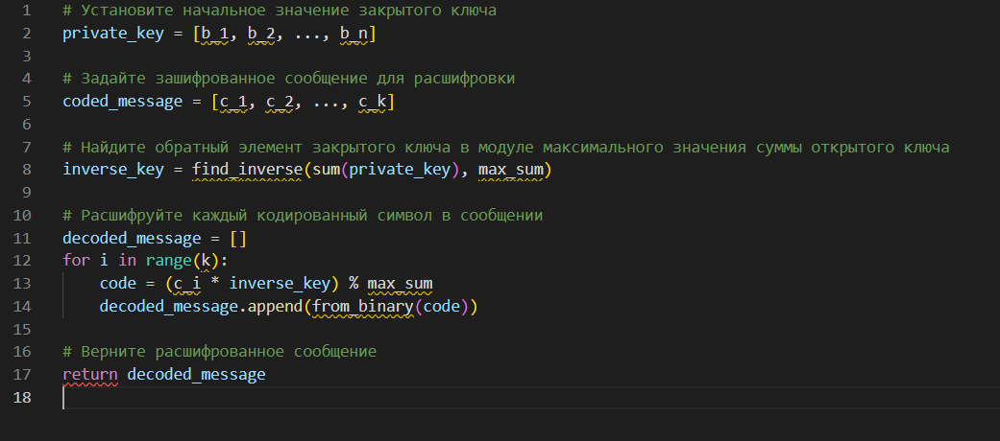 1 # Установите начальное значение закрытого ключа
2 private_key = [b_1, b_2, ..., b_n]
3
4 # Задайте зашифрованное сообщение для расшифровки
5 coded_message = [c_1, c_2, ..., c_k]
6
7 # Найдите обратный элемент закрытого ключа в модуле максимального значения суммы открытого ключа
8 inverse_key = find_inverse(sum(private_key), max_sum)
9
10 # Расшифруйте каждый кодированный символ в сообщении
11 decoded_message = []
12 for i in range(k):
13     code = (c_i * inverse_key) % max_sum
14     decoded_message.append(from_binary(code))
15
16 # Верните расшифрованное сообщение
17 return decoded_message
18